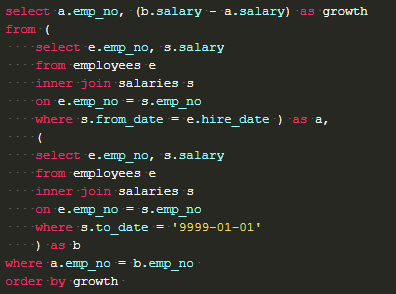 select a.emp_no, (b.salary - a.salary) as growth
from (
    select e.emp_no, s.salary
    from employees e
    inner join salaries s
    on e.emp_no = s.emp_no
    where s.from_date = e.hire_date ) as a,
    (
    select e.emp_no, s.salary
    from employees e
    inner join salaries s
    on e.emp_no = s.emp_no
    where s.to_date = '9999-01-01'
    ) as b
where a.emp_no = b.emp_no
order by growth